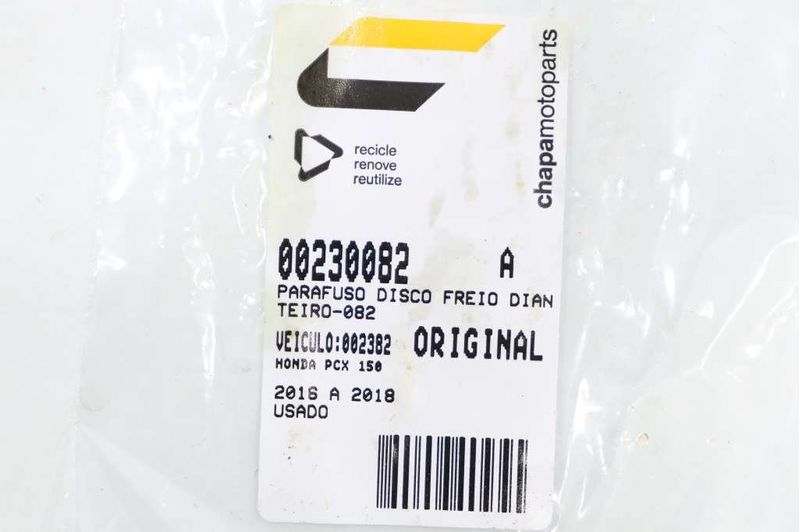 chapamotoparts
recicle
renove
reutilize
00230082 A
PARAFUSO DISCO FREIO DIAN
TEIRO-082
VEICULO:002382 ORIGINAL
HONDA PCX 150
2016 A 2018
USADO